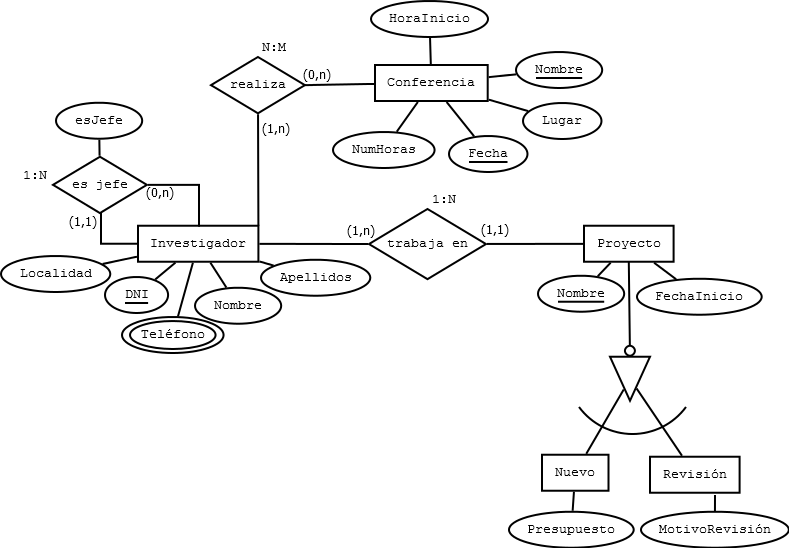 HoraInicio
N:M
realiza
(0,n)
Conferencia
Nombre
(1,n)
Lugar
NumHoras
Fecha
esJefe
1:N
es jefe
(0,n)
(1,1)
1:N
Investigador
(1,n)
trabaja en
(1,1)
Proyecto
Localidad
DNI
Teléfono
Nombre
Apellidos
Nombre
FechaInicio
Nuevo
Revisión
Presupuesto
MotivoRevisión